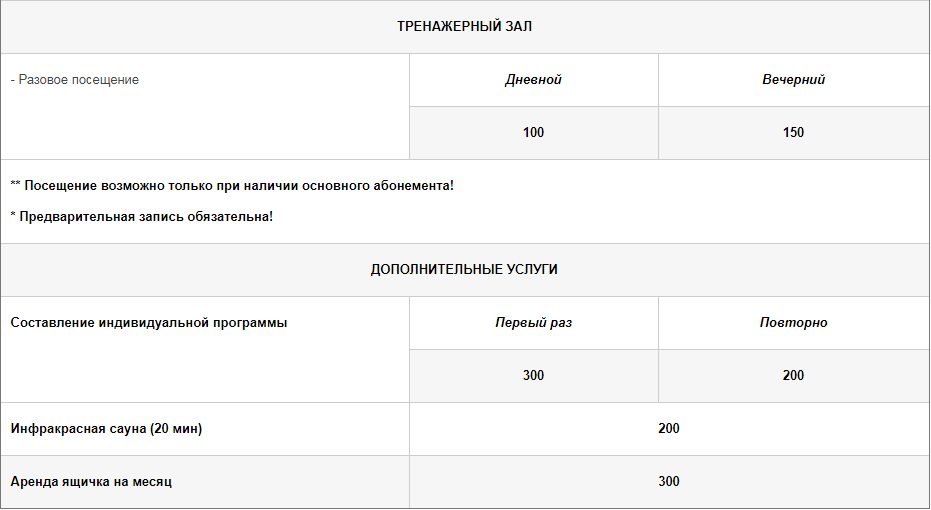 ТРЕНАЖЕРНЫЙ ЗАЛ
- Разовое посещение
Дневной
Вечерний
100
150
** Посещение возможно только при наличии основного абонемента!
* Предварительная запись обязательна!
ДОПОЛНИТЕЛЬНЫЕ УСЛУГИ
Составление индивидуальной программы
Первый раз
Повторно
300
200
Инфракрасная сауна (20 мин)
200
Аренда ящичка на месяц
300